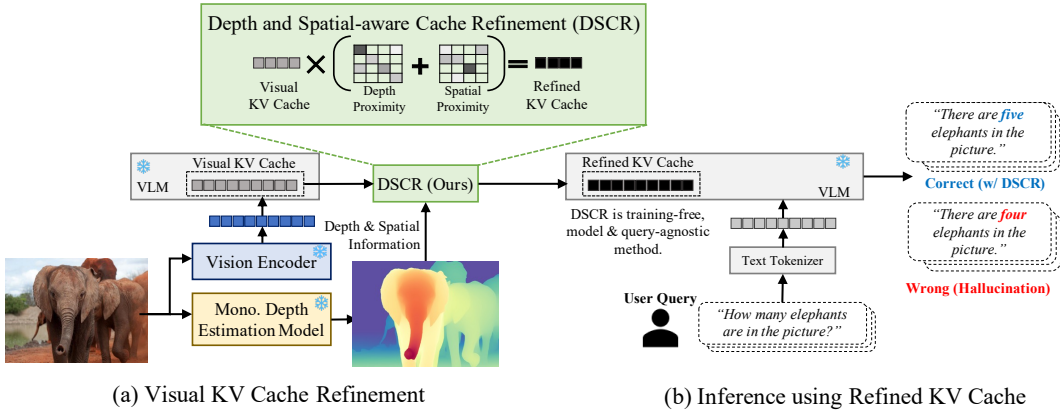 Depth and Spatial-aware Cache Refinement (DSCR)
Visual
KV Cache
Depth
Proximity
Spatial
Proximity
Refined
KV Cache
Visual KV Cache
VLM
DSCR (Ours)
Refined KV Cache
VLM
Depth & Spatial
Information
Vision Encoder
Mono. Depth
Estimation Model
DSCR is training-free,
model & query-agnostic
method.
Text Tokenizer
User Query
“How many elephants
are in the picture?”
“There are five
elephants in the
picture.”
Correct (w/ DSCR)
“There are four
elephants in the
picture.”
Wrong (Hallucination)
(a) Visual KV Cache Refinement
(b) Inference using Refined KV Cache